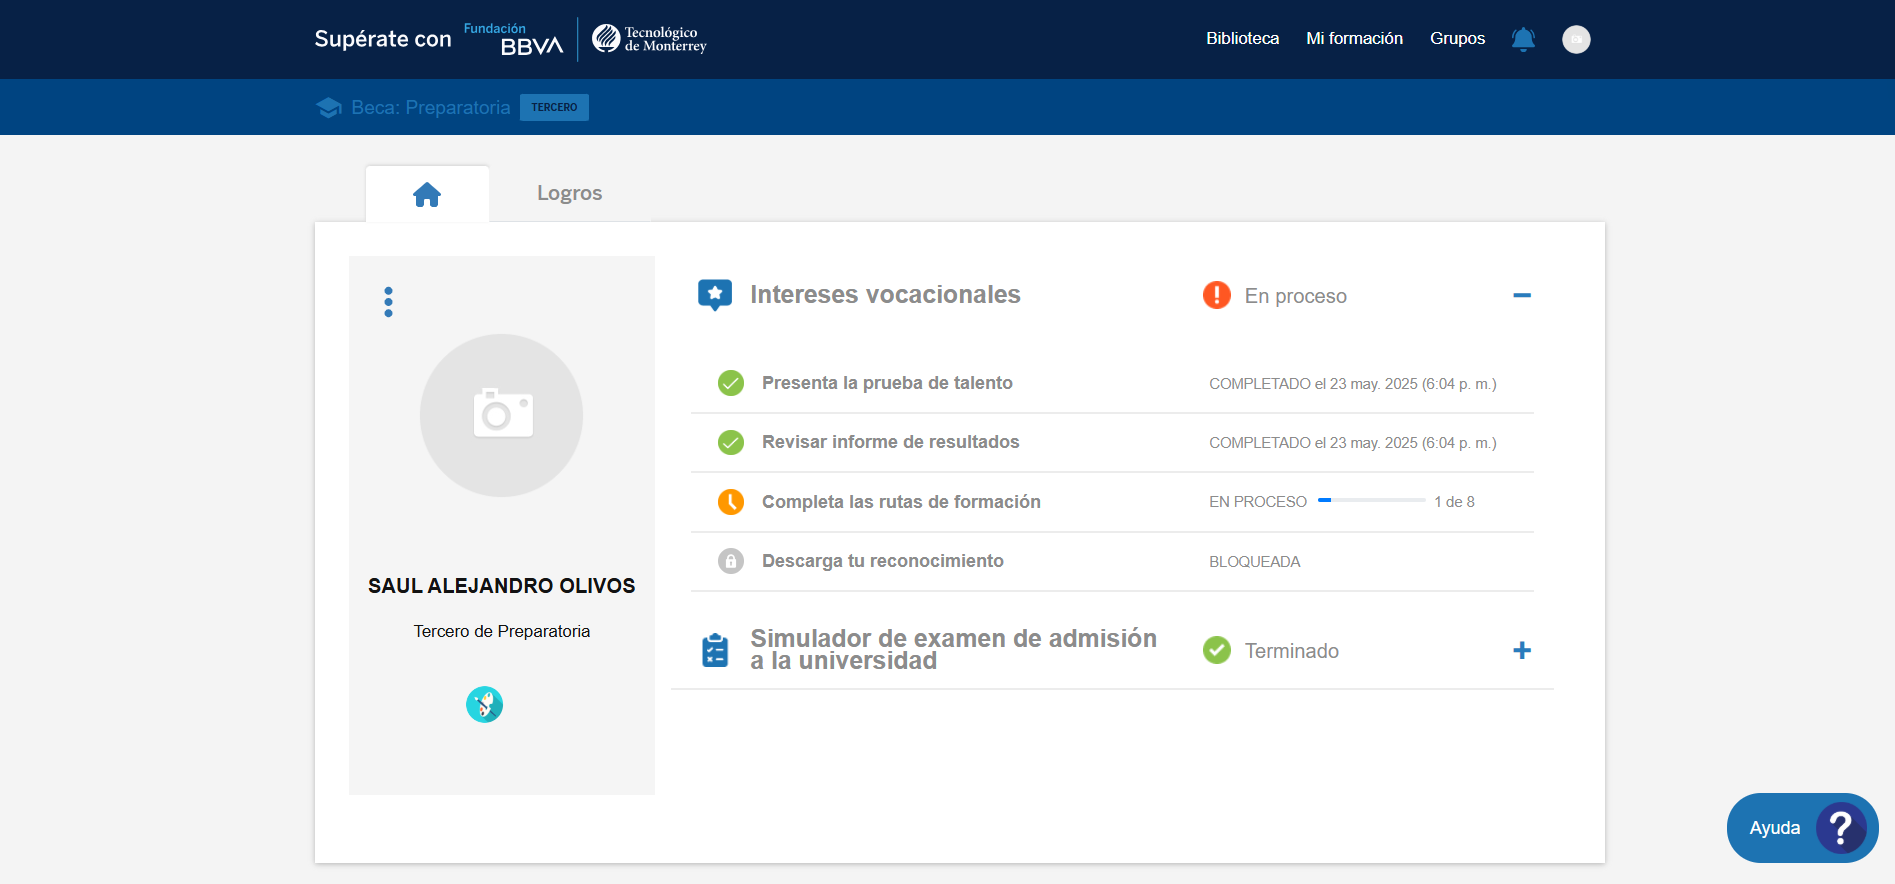 Supérate con
Fundación
BBVA
Tecnológico
de Monterrey
Biblioteca
Mi formación
Grupos
Beca: Preparatoria
TERCERO
Logros
SAUL ALEJANDRO OLIVOS
Tercero de Preparatoria
Intereses vocacionales
En proceso
Presenta la prueba de talento
COMPLETADO el 23 may. 2025 (6:04 p. m.)
Revisar informe de resultados
COMPLETADO el 23 may. 2025 (6:04 p. m.)
Completa las rutas de formación
EN PROCESO
1 de 8
Descarga tu reconocimiento
BLOQUEADA
Simulador de examen de admisión
a la universidad
Terminado
Ayuda